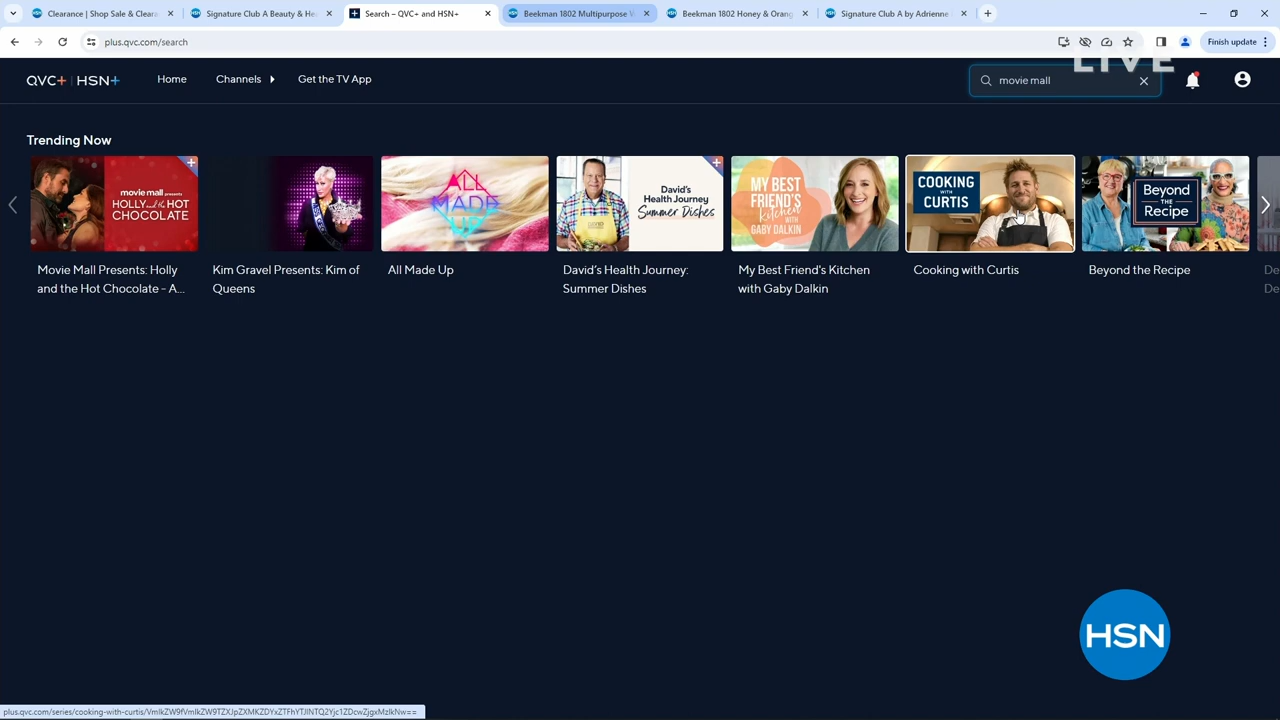 Clearance | Shop Sale & Cleara
Signature Club A Beauty & He
Search – QVC+ and HSN+
Beekman 1802 Multipurpose W
Beekman 1802 Honey & Orang
Signature Club A by Adrienne
plus.qvc.com/search
Finish update
LIVE
QVC+ | HSN+
Home
Channels
Get the TV App
movie mall
Trending Now
movie mall
presents
HOLLY and the HOT
CHOCOLATE
ALL
MADE
UP
David's
Health Journey:
Summer Dishes
MY BEST
FRIEND'S
kitchen
WITH
GABY DALKIN
COOKING
WITH
CURTIS
Beyond
THE
Recipe
Movie Mall Presents: Holly
and the Hot Chocolate - A...
Kim Gravel Presents: Kim of
Queens
All Made Up
David's Health Journey:
Summer Dishes
My Best Friend's Kitchen
with Gaby Dalkin
Cooking with Curtis
Beyond the Recipe
De
De
HSN